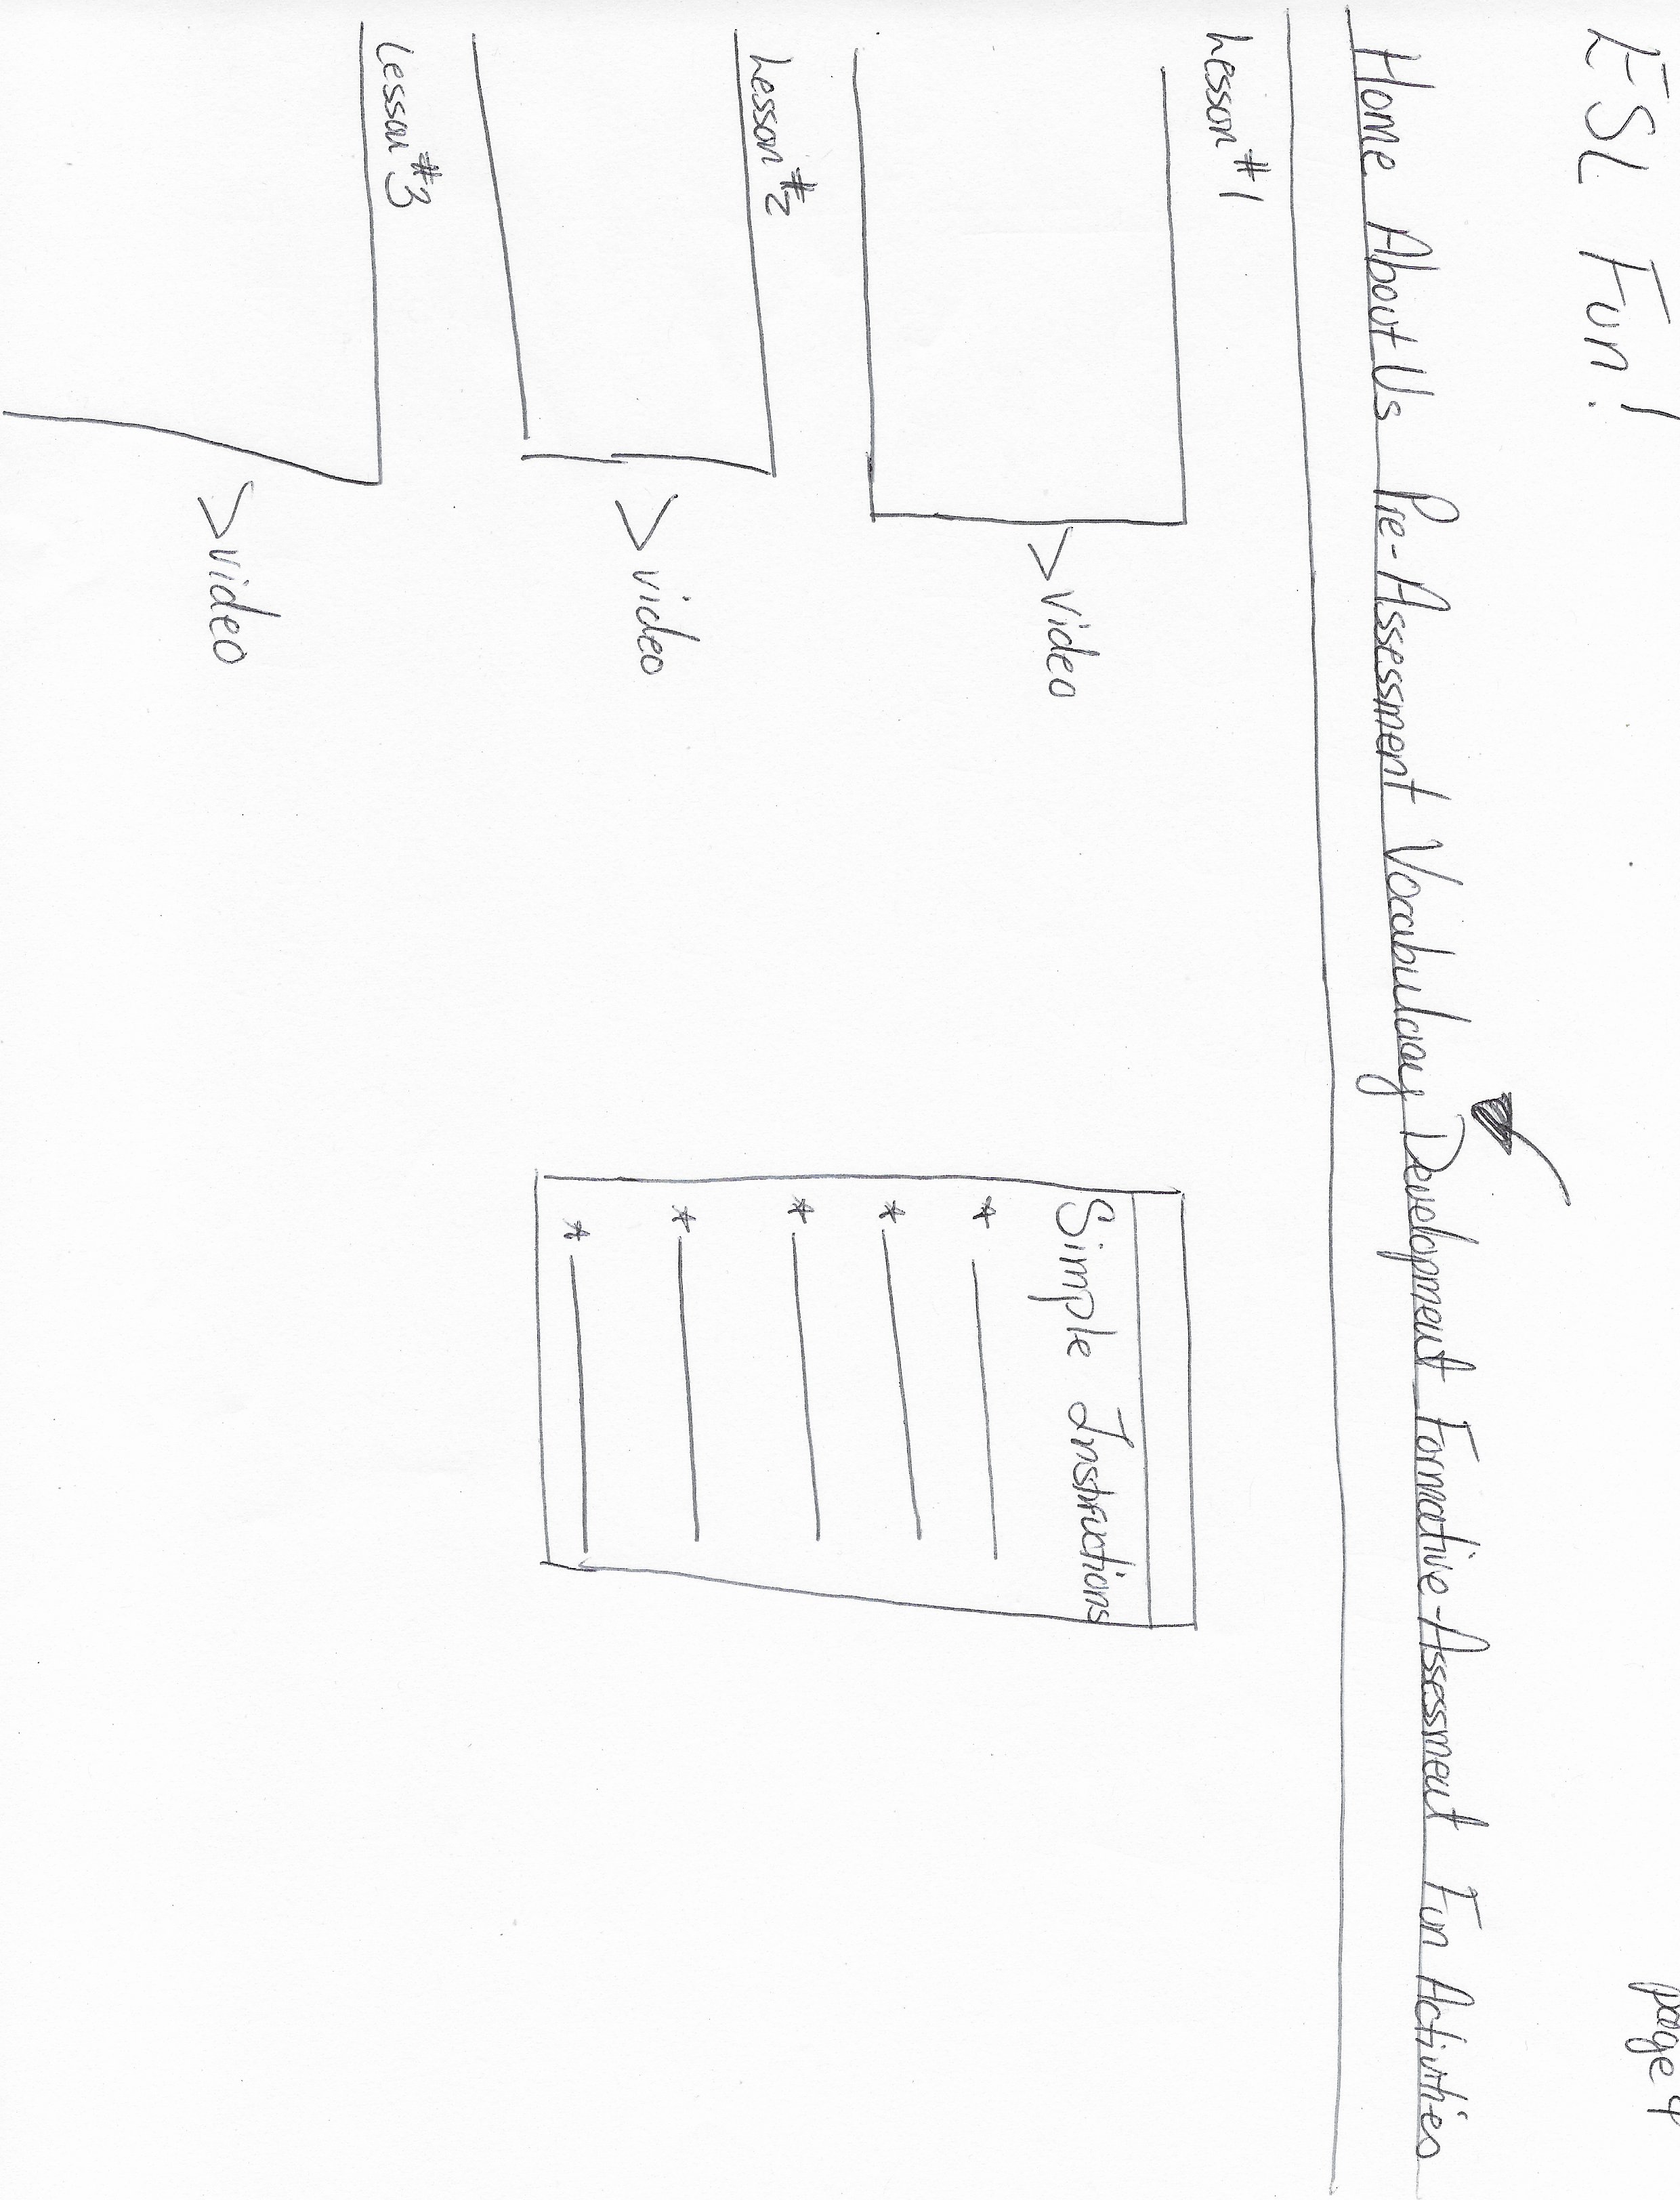 ESL Fun!
page 4
Home About Us Pre-Assessment Vocabulary Development Formative-Assessment Fun Activities
Lesson #1
>video
Simple Instructions
*
*
*
*
*
Lesson #2
>video
Lesson #3
>video